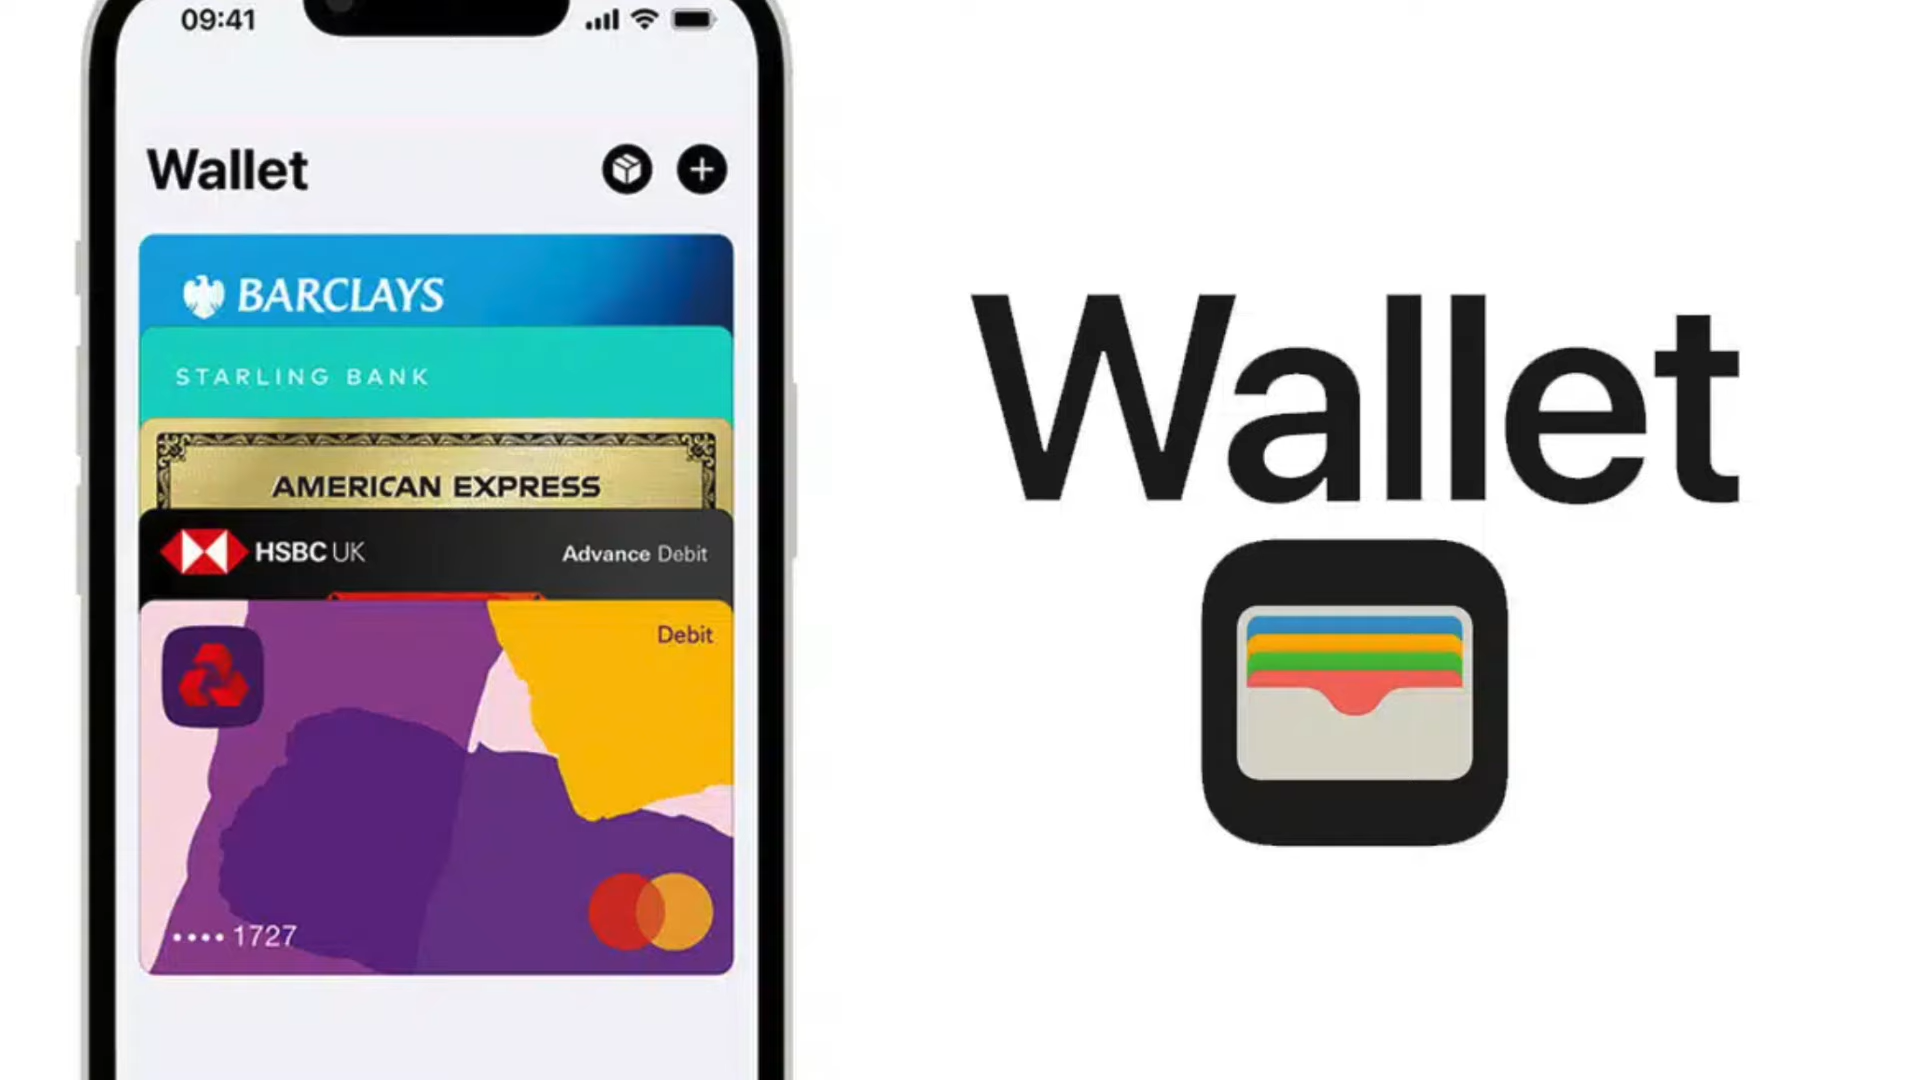 09:41
Wallet
BARCLAYS
STARLING BANK
AMERICAN EXPRESS
HSBC UK Advance Debit
Debit
•••• 1727
Wallet